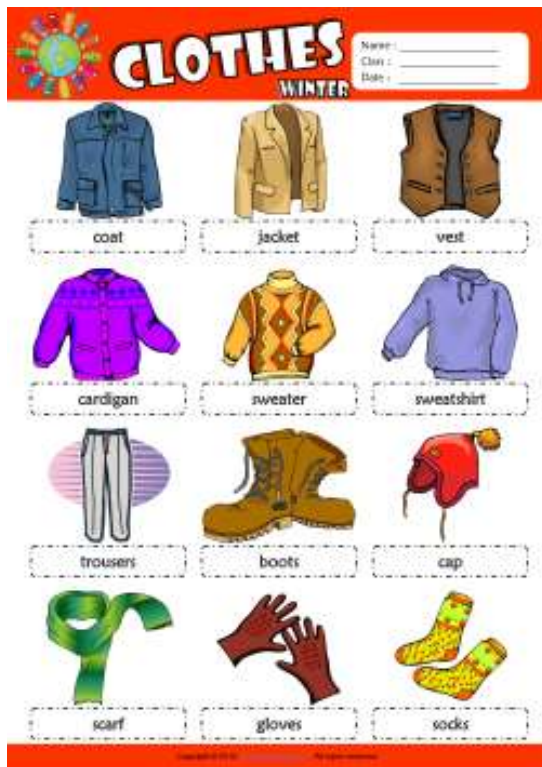 CLOTHES
WINTER
Name :
Class :
Date :
coat
jacket
vest
cardigan
sweater
sweatshirt
trousers
boots
cap
scarf
gloves
socks